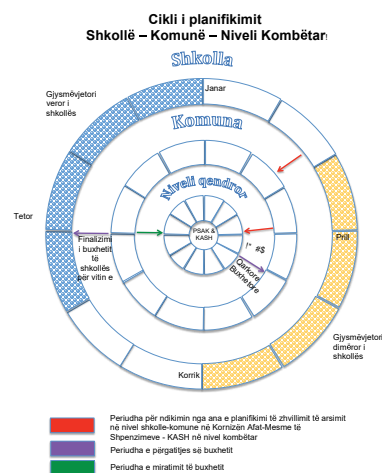 Cikli i planifikimit
Shkollë – Komunë – Niveli Kombëtar
Shkolla
Gjysmëvjetori
veror i
shkollës
Janar
Komuna
Niveli qendror
PSAK &
KASH
Tetor
Prill
!* #$
Finalizimi
i buxhetit
të
shkollës
për vitin e
Qarkore
Buxhetore
Gjysmëvjetori
dimëror i
shkollës
Korrik
Periudha për ndikimin nga ana e planifikimi të zhvillimit të arsimit
në nivel shkolle-komune në Kornizën Afat-Mesme të
Shpenzimeve - KASH në nivel kombëtar
Periudha e përgatitjes së buxhetit
Periudha e miratimit të buxhetit